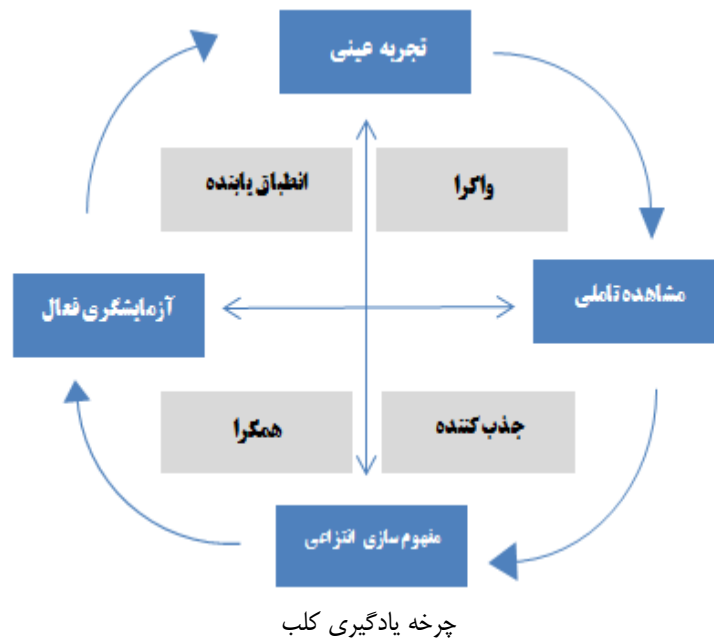 تجربه عینی
انطباق یابنده
واگرا
مشاهده تاملی
آزمایشگری فعال
جذب کننده
همگرا
مفهوم سازی انتزاعی
چرخه یادگیری کلب